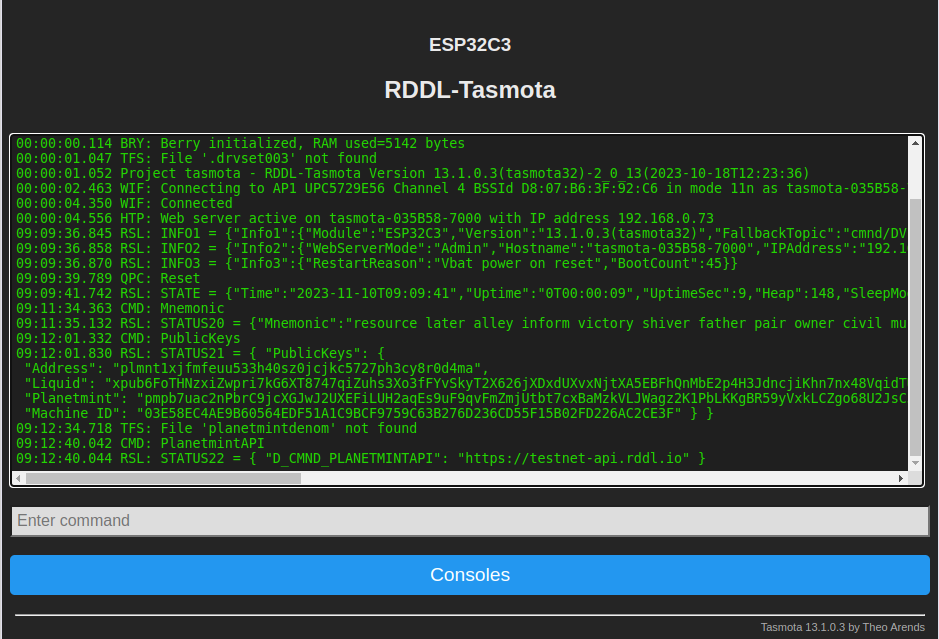 ESP32C3
RDDL-Tasmota
00:00:00.114 BRY: Berry initialized, RAM used=5142 bytes
00:00:01.047 TFS: File '.drvset003' not found
00:00:01.052 Project tasmota - RDDL-Tasmota Version 13.1.0.3(tasmota32)-2_0_13(2023-10-18T12:23:36)
00:00:02.463 WIF: Connecting to AP1 UPC5729E56 Channel 4 BSSId D8:07:B6:3F:92:C6 in mode 11n as tasmota-035B58-
00:00:04.350 WIF: Connected
00:00:04.556 HTP: Web server active on tasmota-035B58-7000 with IP address 192.168.0.73
09:09:36.845 RSL: INFO1 = {"Info1":{"Module":"ESP32C3","Version":"13.1.0.3(tasmota32)","FallbackTopic":"cmnd/DV
09:09:36.858 RSL: INFO2 = {"Info2":{"WebServerMode":"Admin","Hostname":"tasmota-035B58-7000","IPAddress":"192.1
09:09:36.870 RSL: INFO3 = {"Info3":{"RestartReason":"Vbat power on reset","BootCount":45}}
09:09:39.789 QPC: Reset
09:09:41.742 RSL: STATE = {"Time":"2023-11-10T09:09:41","Uptime":"0T00:00:09","UptimeSec":9,"Heap":148,"SleepMo
09:11:34.363 CMD: Mnemonic
09:11:35.132 RSL: STATUS20 = {"Mnemonic":"resource later alley inform victory shiver father pair owner civil mu
09:12:01.332 CMD: PublicKeys
09:12:01.830 RSL: STATUS21 = { "PublicKeys": {
"Address": "plmnt1xjfmfeuu533h40sz0jcjkc5727ph3cy8r0d4ma",
"Liquid": "xpub6FoTHNzxiZwpri7kG6XT8747qiZuhs3Xo3fFYvSkyT2X626jXDxdUXvxNjtXA5EBFhQnMbE2p4H3JdncjiKhn7nx48VqidT
"Planetmint": "pmpb7uac2nPbrC9jcXGJwJ2UXEFiLUH2aqEs9uF9qvFmZmjUtbt7cxBaMzkVLJWagz2K1PbLKKgBR59yVxkLCZgo68U2JsC
"Machine ID": "03E58EC4AE9B60564EDF51A1C9BCF9759C63B276D236CD55F15B02FD226AC2CE3F" } }
09:12:34.718 TFS: File 'planetmintdenom' not found
09:12:40.042 CMD: PlanetmintAPI
09:12:40.044 RSL: STATUS22 = { "D_CMND_PLANETMINTAPI": "https://testnet-api.rddl.io" }
Enter command
Consoles
Tasmota 13.1.0.3 by Theo Arends